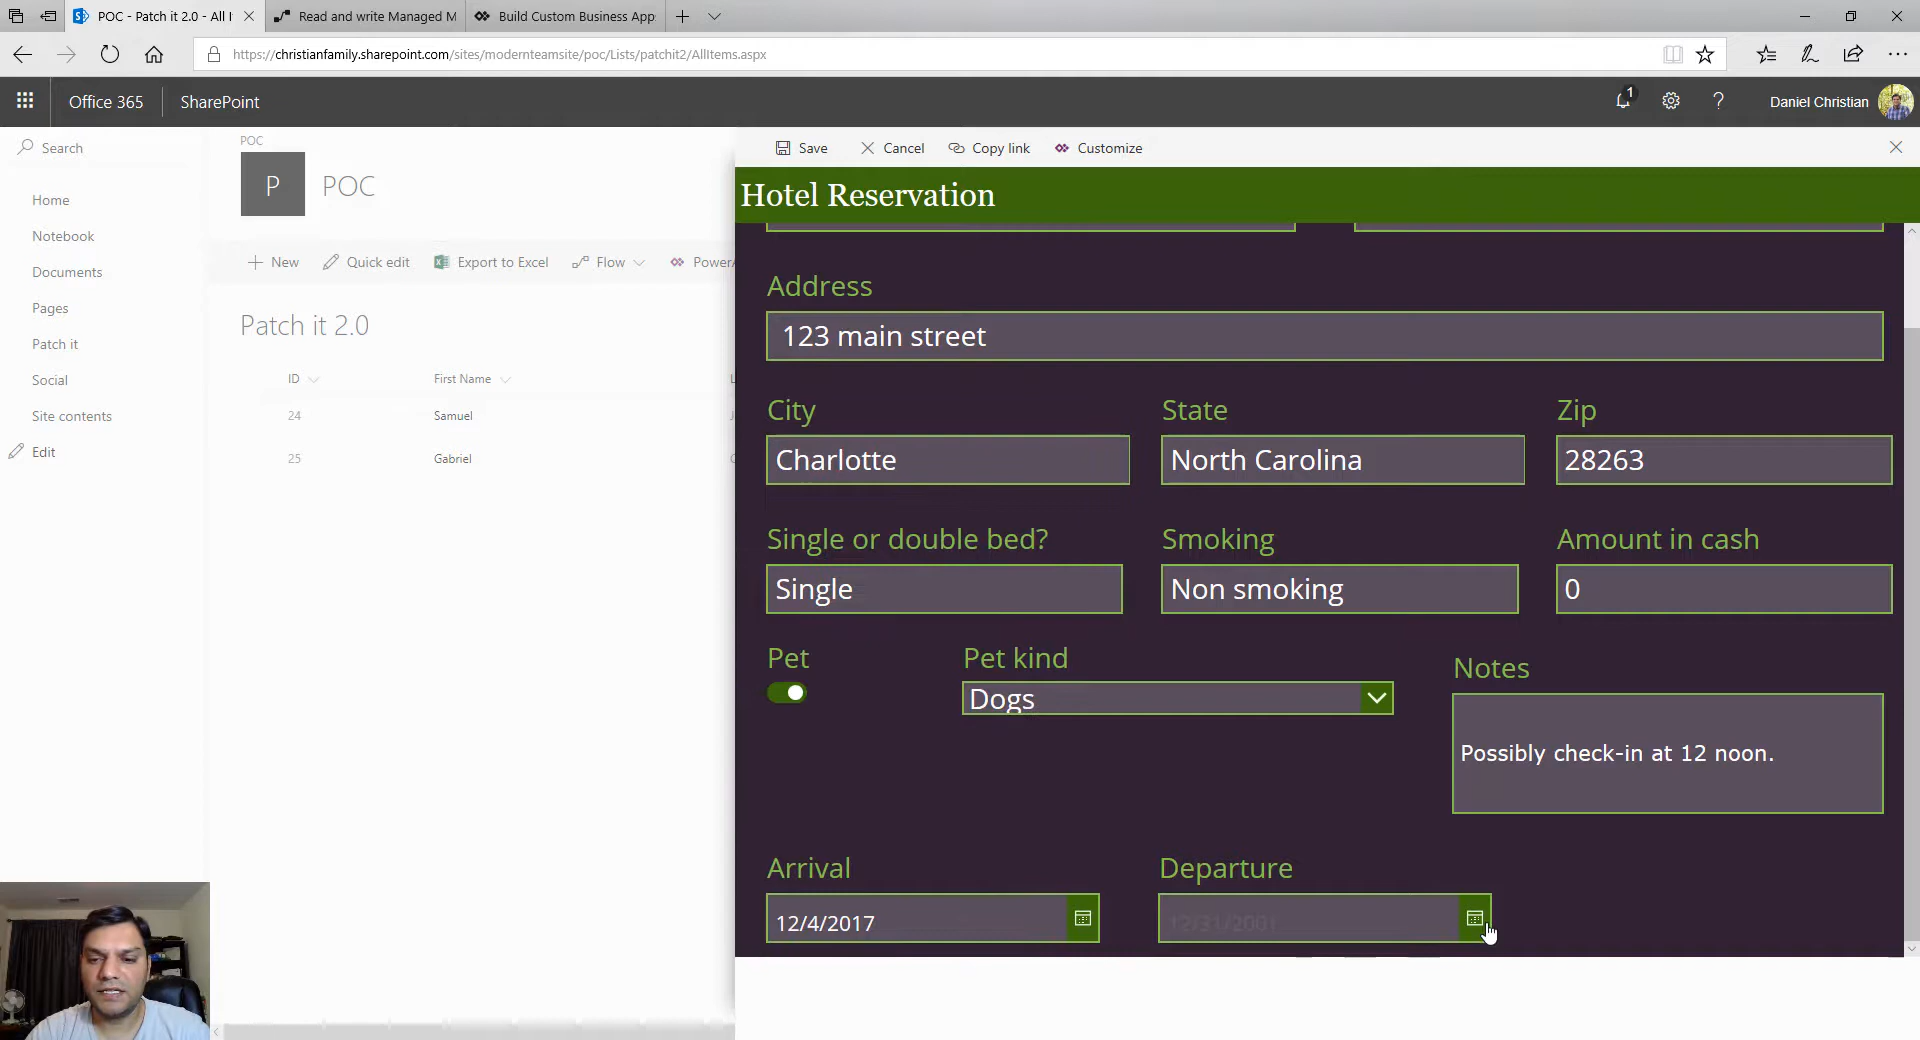 POC - Patch it 2.0 - All I
Read and write Managed M
Build Custom Business App
https://christianfamily.sharepoint.com/sites/modernteamsite/poc/Lists/patchit2/AllItems.aspx
Office 365
SharePoint
1
?
Daniel Christian
Search
POC
Save
Cancel
Copy link
Customize
P
POC
Hotel Reservation
Home
Notebook
Documents
Pages
Patch it
Social
Site contents
Edit
New
Quick edit
Export to Excel
Flow
PowerA
Patch it 2.0
ID
First Name
24
Samuel
25
Gabriel
Address
123 main street
City
State
Zip
Charlotte
North Carolina
28263
Single or double bed?
Smoking
Amount in cash
Single
Non smoking
0
Pet
Pet kind
Notes
Dogs
Possibly check-in at 12 noon.
Arrival
Departure
12/4/2017
12/31/2001